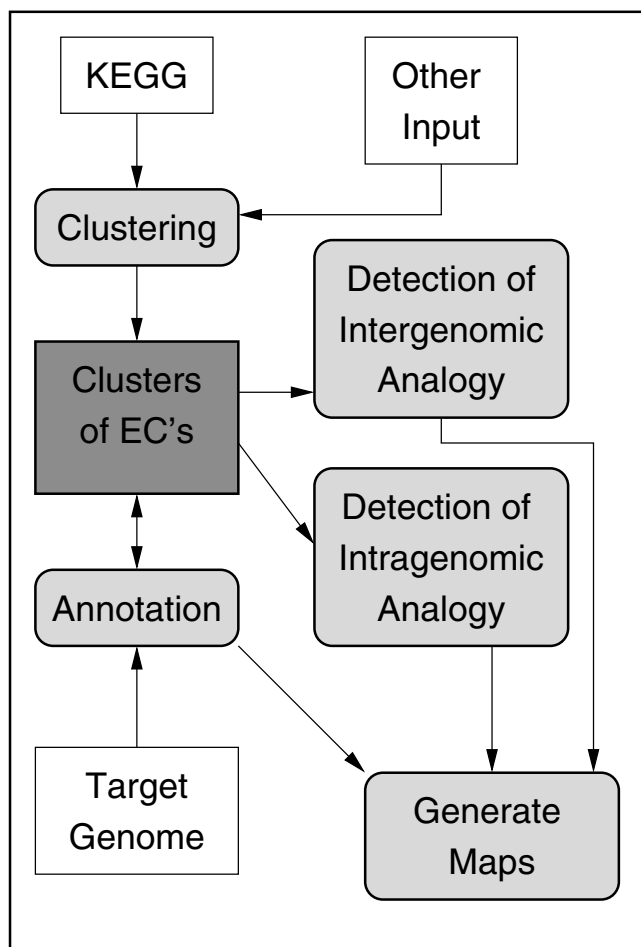 KEGG
Other
Input
Clustering
Detection of
Intergenomic
Analogy
Clusters
of EC's
Detection of
Intragenomic
Analogy
Annotation
Target
Genome
Generate
Maps